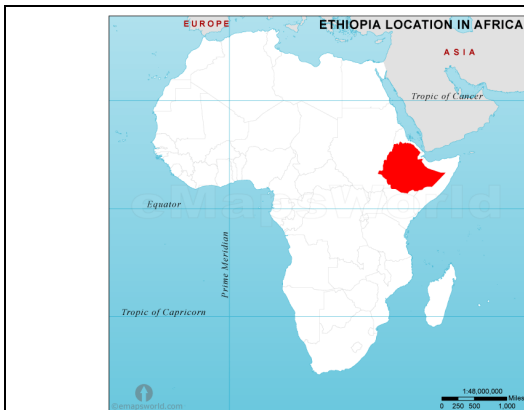 EUROPE
ETHIOPIA LOCATION IN AFRICA
ASIA
Tropic of Cancer
eMapsWorld
Equator
Prime Meridian
Tropic of Capricorn
1:48,000,000
Miles
0 250 500 1,000
©emapsworld.com